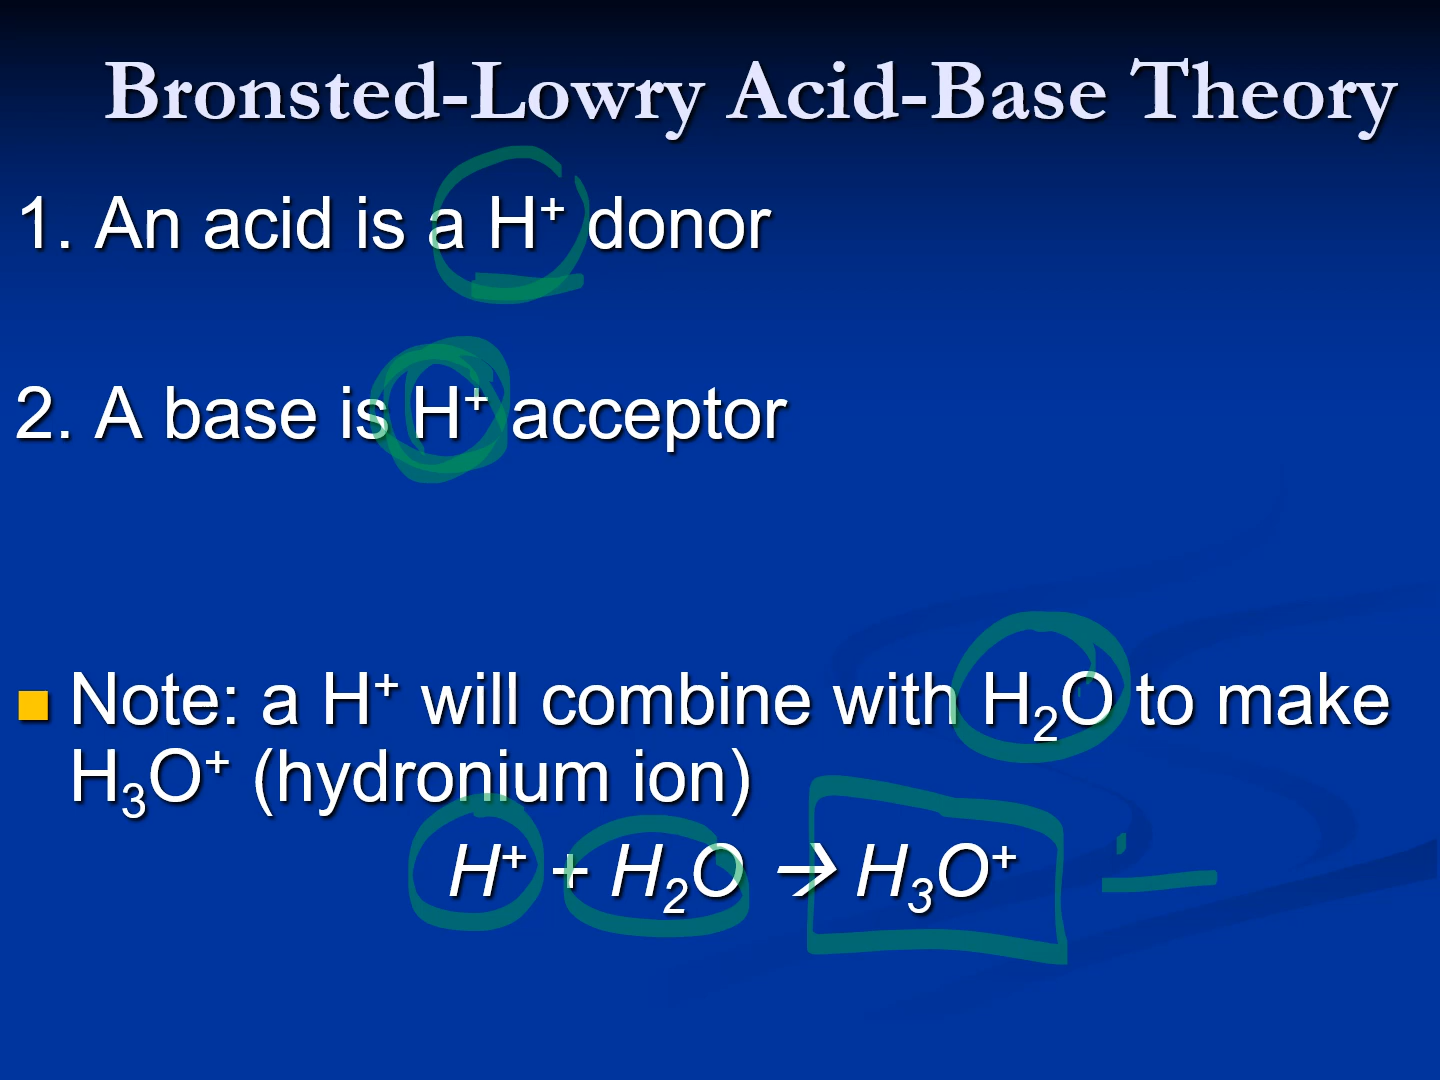 Bronsted-Lowry Acid-Base Theory
1. An acid is a H⁺ donor
2. A base is H⁺ acceptor
Note: a H⁺ will combine with H₂O to make
H₃O⁺ (hydronium ion)
H⁺ + H₂O → H₃O⁺